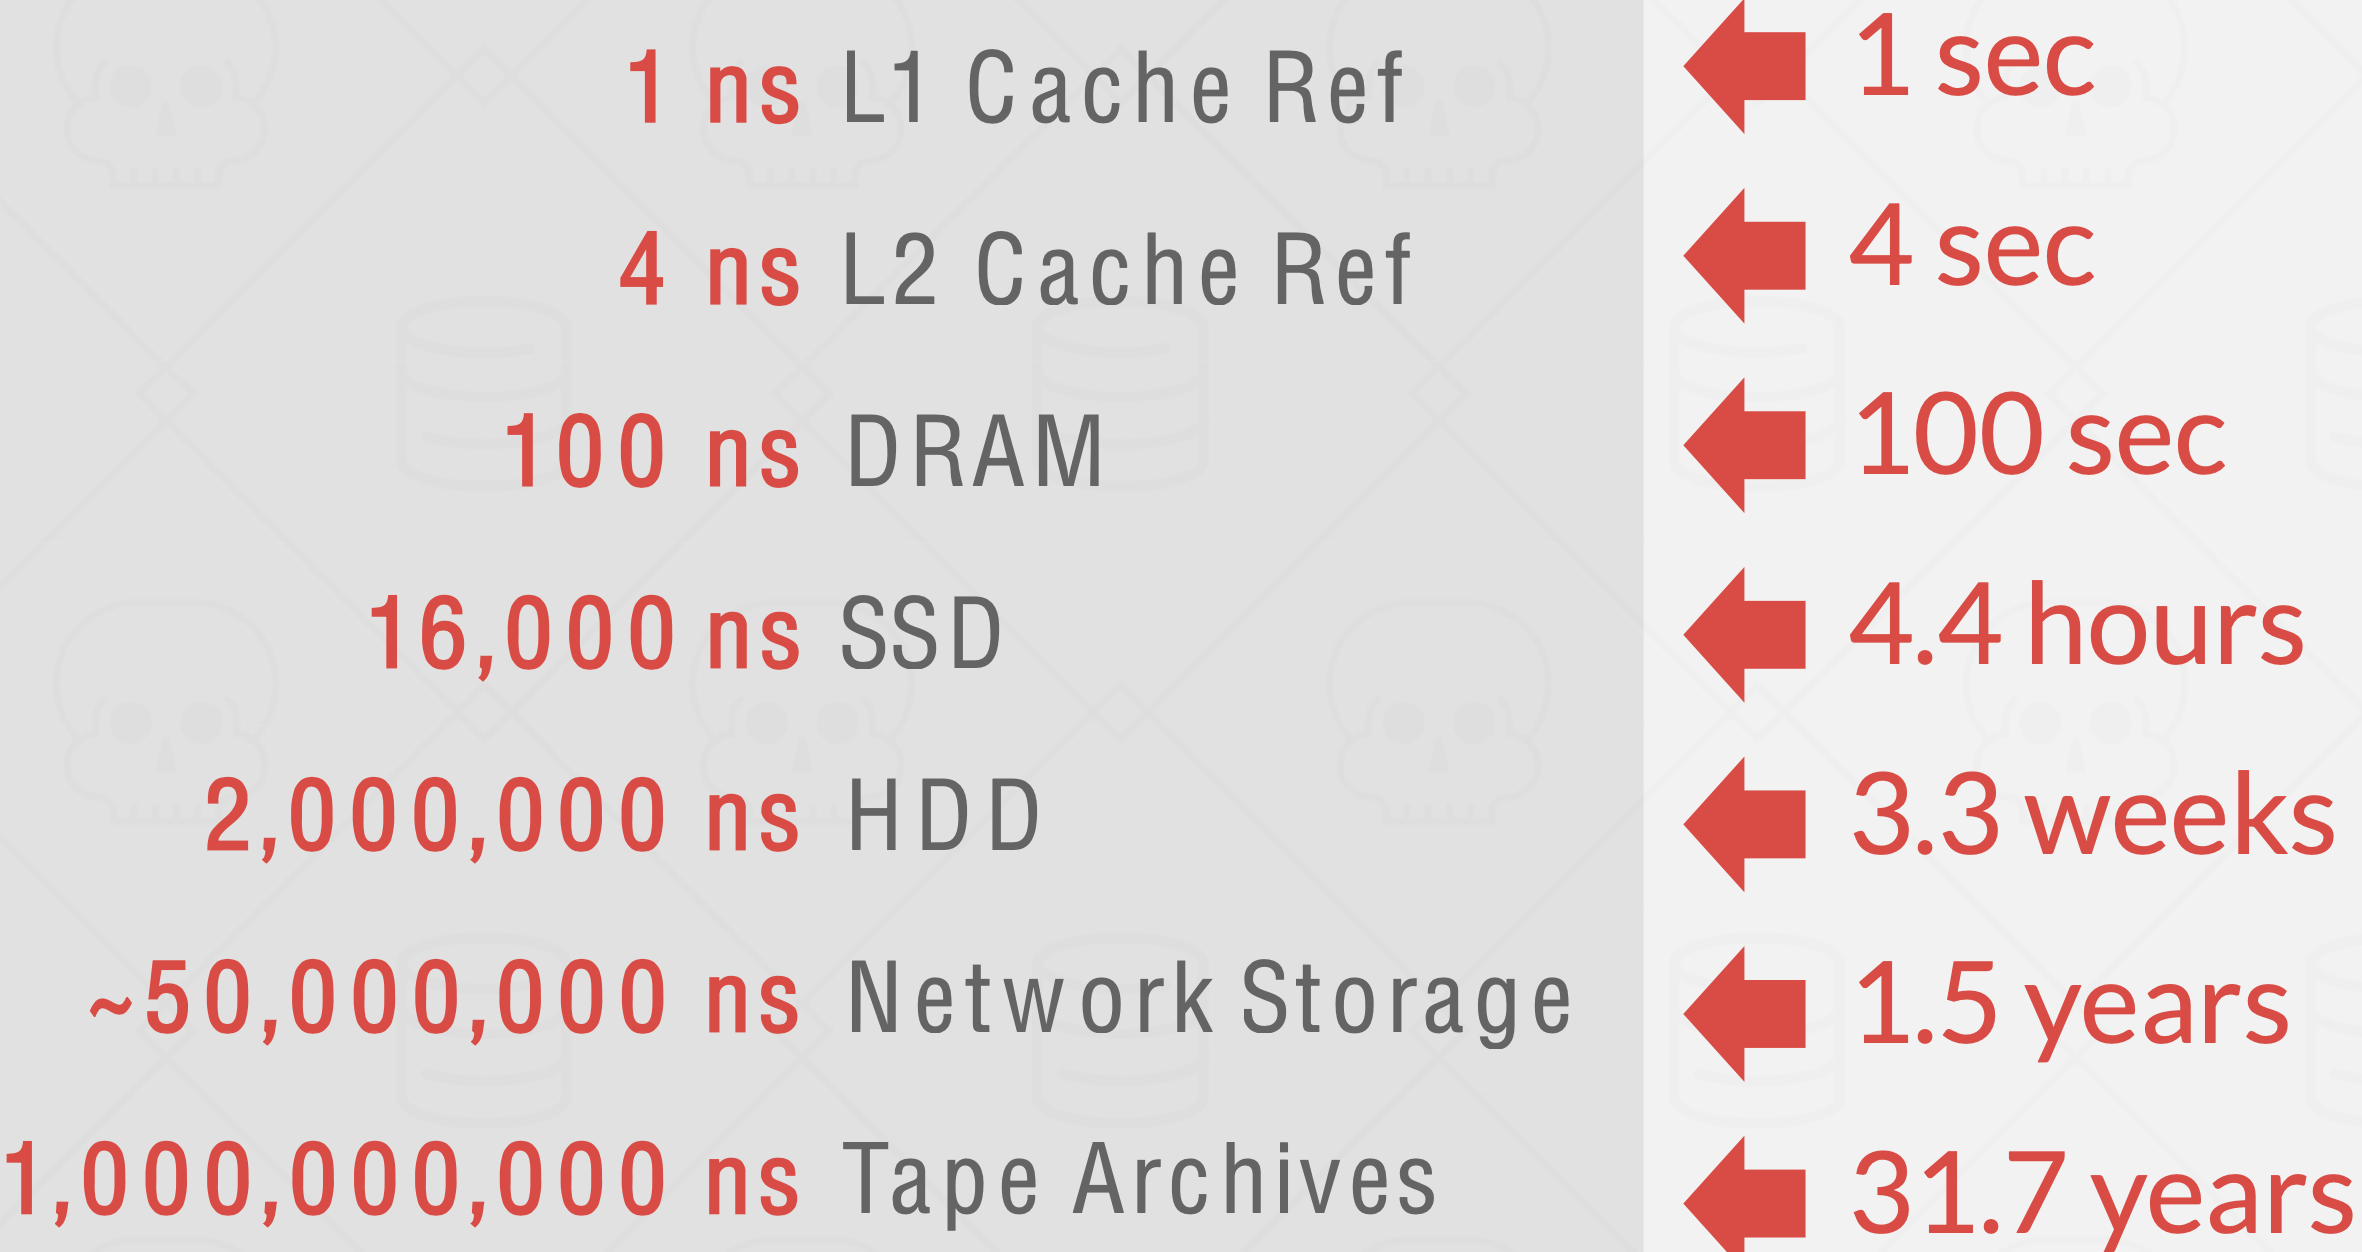 1 ns L1 Cache Ref 1 sec
4 ns L2 Cache Ref 4 sec
100 ns DRAM 100 sec
16,000 ns SSD 4.4 hours
2,000,000 ns HDD 3.3 weeks
~50,000,000 ns Network Storage 1.5 years
1,000,000,000 ns Tape Archives 31.7 years